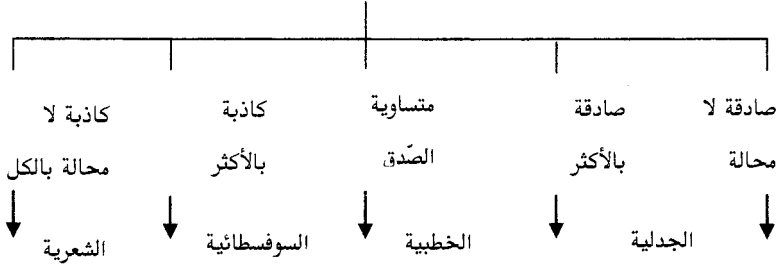 صادقة لا
محالة
صادقة
بالأكثر
متساوية
الصّدق
كاذبة
بالأكثر
كاذبة لا
محالة بالكل
الجدلية
الخطبية
السوفسطائية
الشعرية